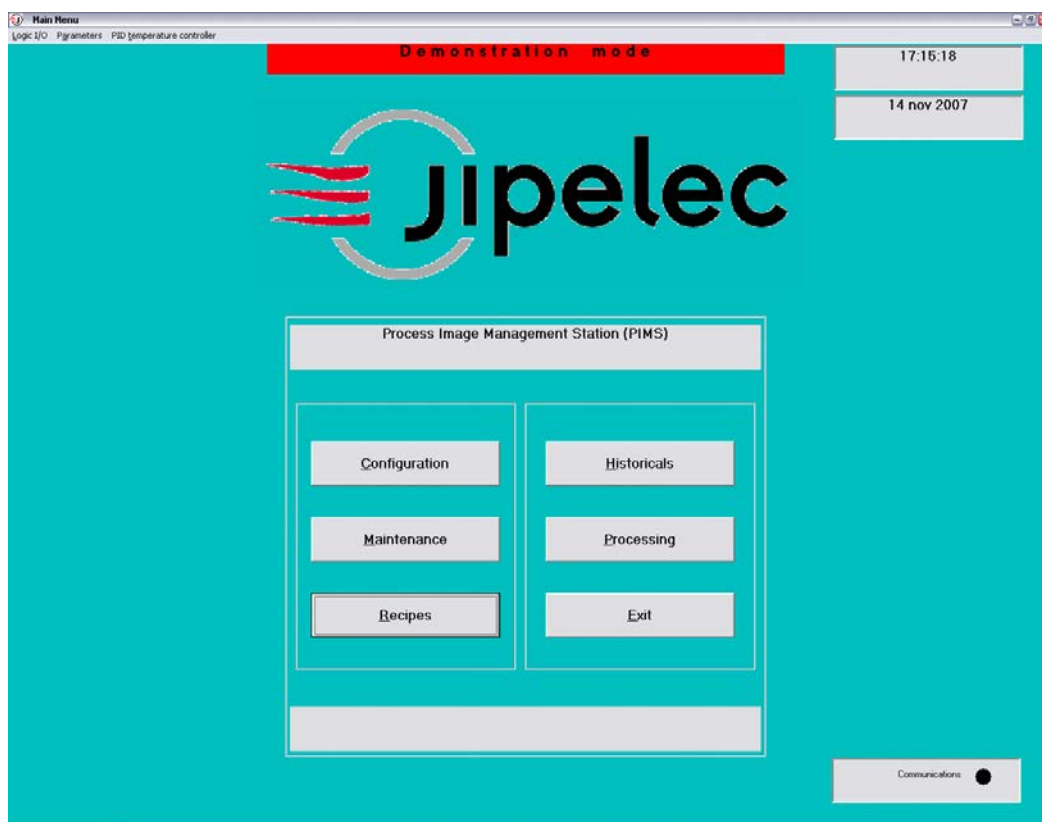 Main Menu
Logic I/O Parameters PID temperature controller
Demonstration mode
17:15:18
14 nov 2007
jipelec
Process Image Management Station (PIMS)
Configuration
Historicals
Maintenance
Processing
Recipes
Exit
Communications